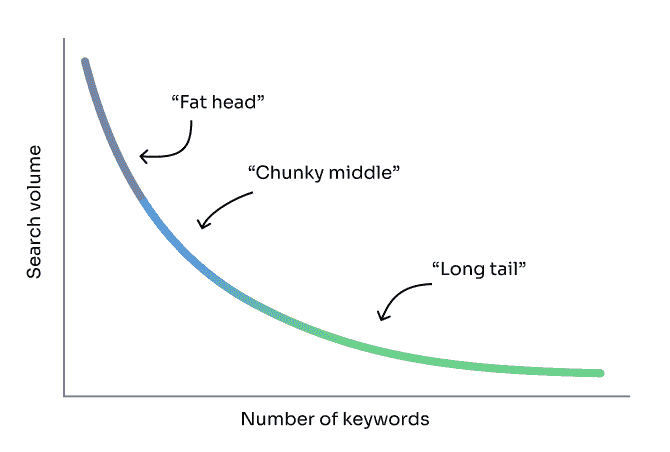 “Fat head”
“Chunky middle”
“Long tail”
Search volume
Number of keywords